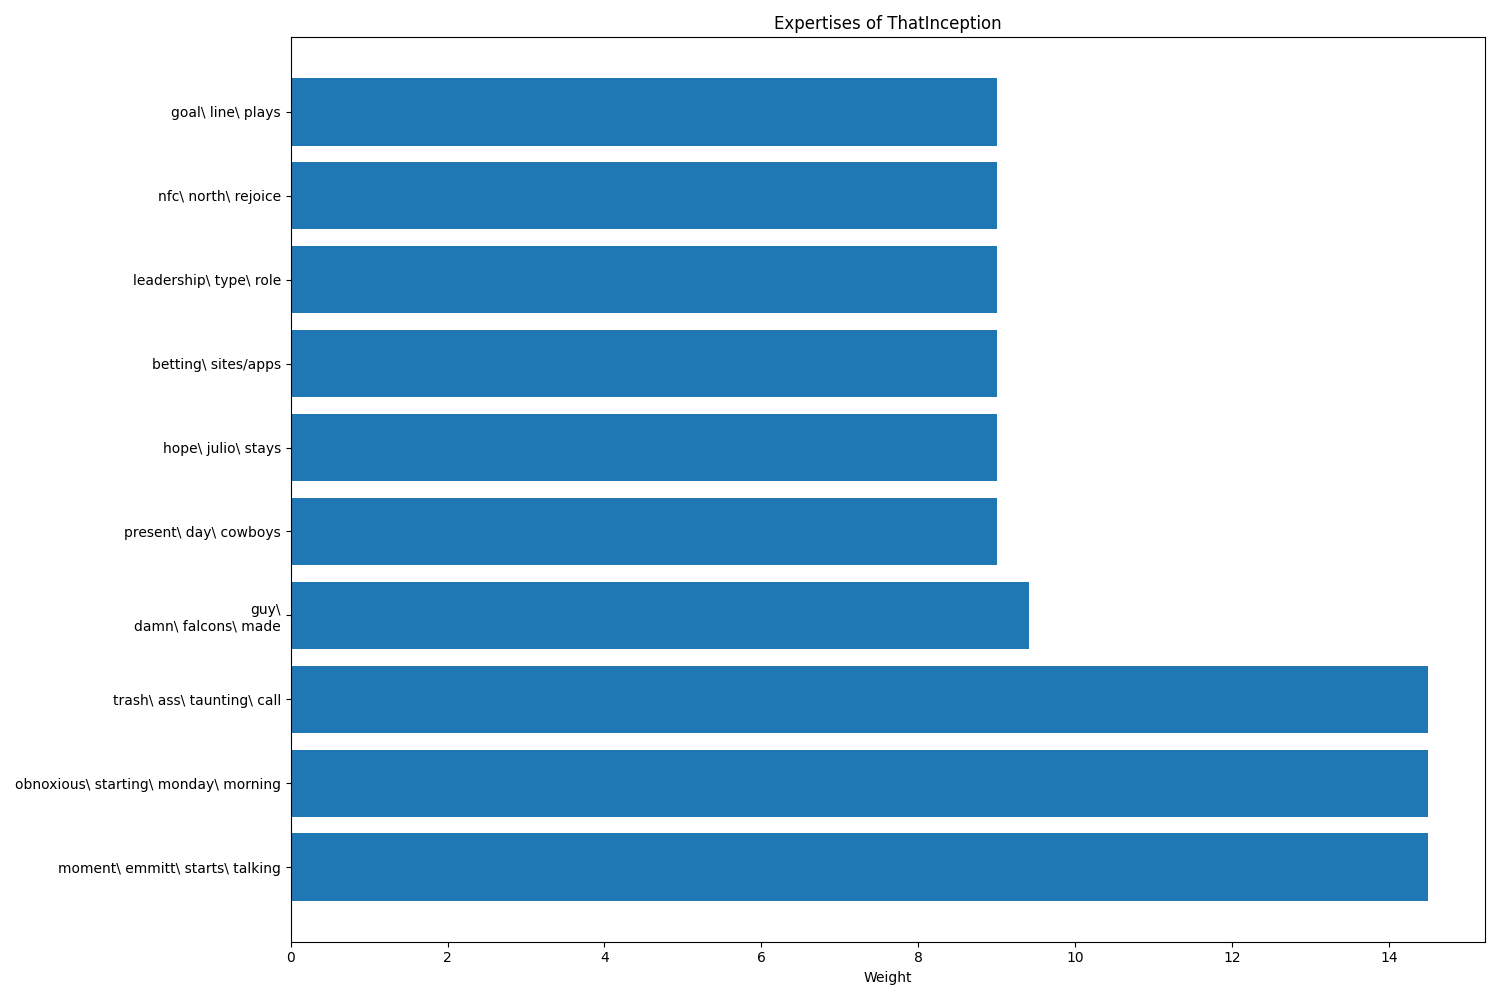 Expertises of ThatInception
goal\ line\ plays
nfc\ north\ rejoice
leadership\ type\ role
betting\ sites/apps
hope\ julio\ stays
present\ day\ cowboys
guy\
damn\ falcons\ made
trash\ ass\ taunting\ call
obnoxious\ starting\ monday\ morning
moment\ emmitt\ starts\ talking
0 2 4 6 8 10 12 14
Weight